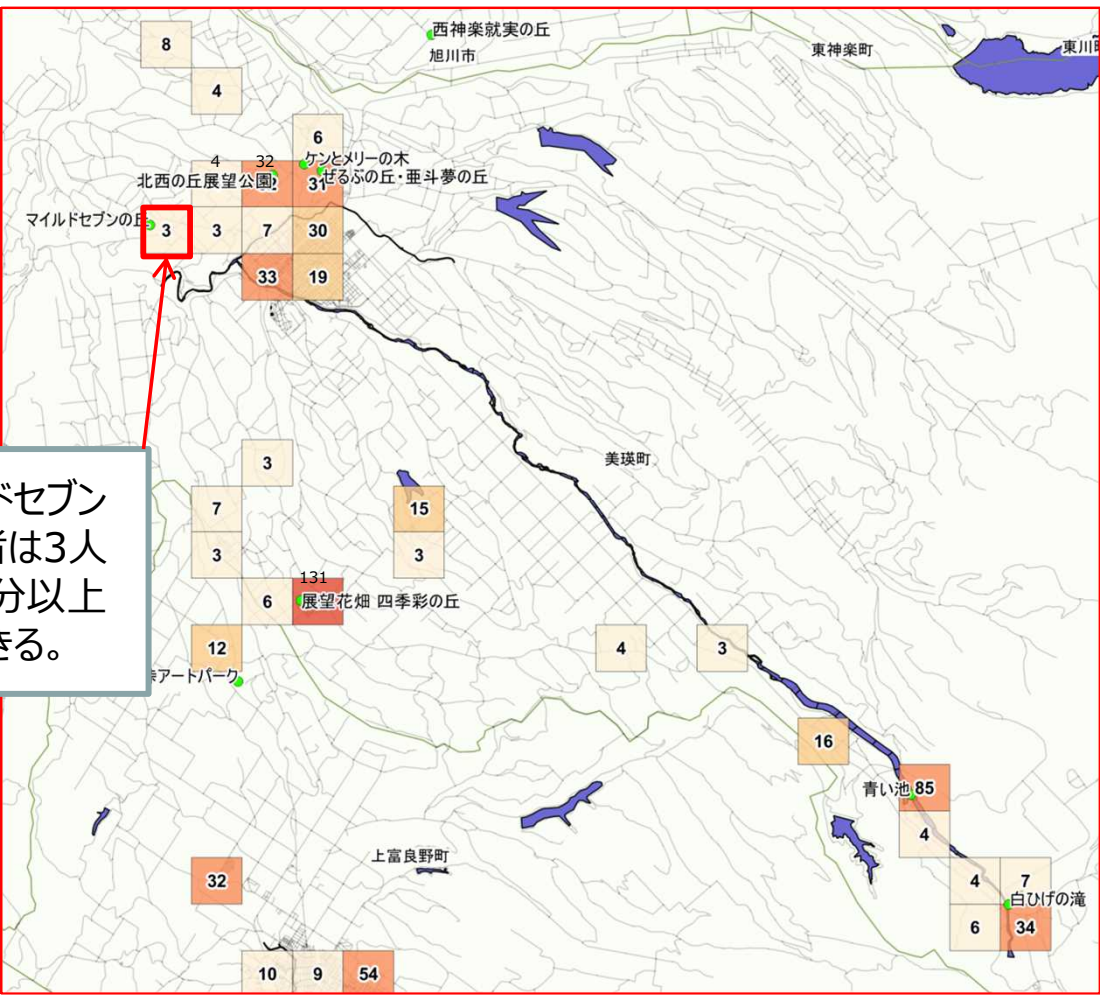 西神楽就実の丘
旭川市
東神楽町
東川町
8
4
6
ケンとメリーの木
4
32
北西の丘展望公園
32
31
ぜるぶの丘・亜斗夢の丘
マイルドセブンの丘
3
3
7
30
33
19
美瑛町
3
7
15
3
3
131
6
展望花畑 四季彩の丘
ドセブン
者は3人
分以上
きる。
12
4
3
アートパーク
16
青い池
85
4
上富良野町
32
4
7
白ひげの滝
6
34
10
9
54